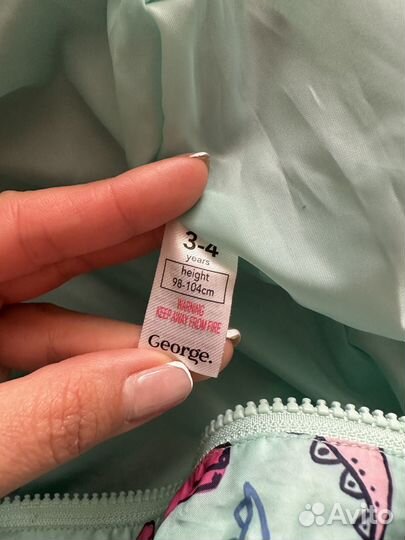 3-4
years
height
98-104cm
WARNING
KEEP AWAY FROM FIRE
George.
Avito